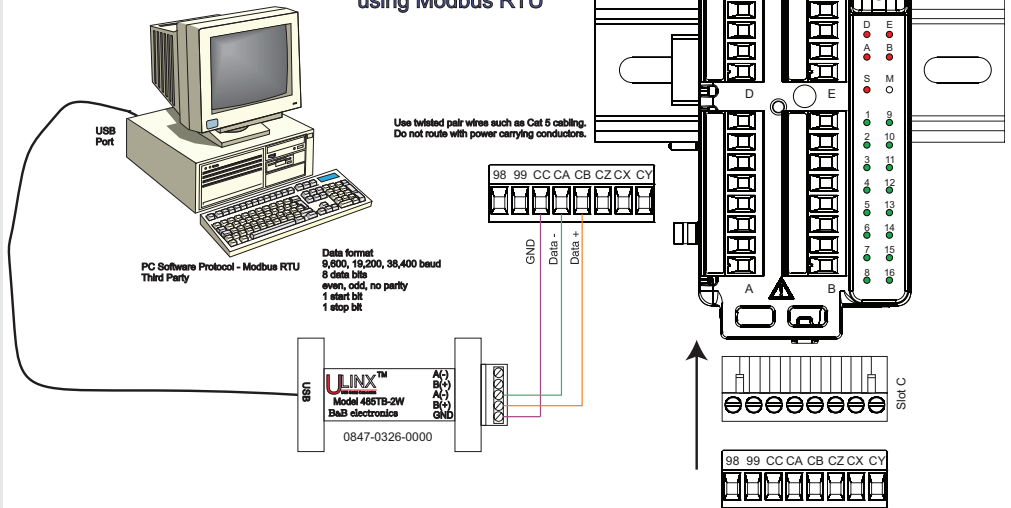 using Modbus RTU
USB
Port
Use twisted pair wires such as Cat 5 cabling.
Do not route with power carrying conductors.
98 99 CC CA CB CZ CX CY
GND
Data -
Data +
PC Software Protocol - Modbus RTU
Third Party
Data format
9,600, 19,200, 38,400 baud
8 data bits
even, odd, no parity
1 start bit
1 stop bit
USB
ULINX™
Model 485TB-2W
B&B electronics
A(-)
B(+)
A(-)
B(+)
GND
0847-0326-0000
D E
A B
S M
D E
1 9
2 10
3 11
4 12
5 13
6 14
7 15
8 16
A B
Slot C
98 99 CC CA CB CZ CX CY